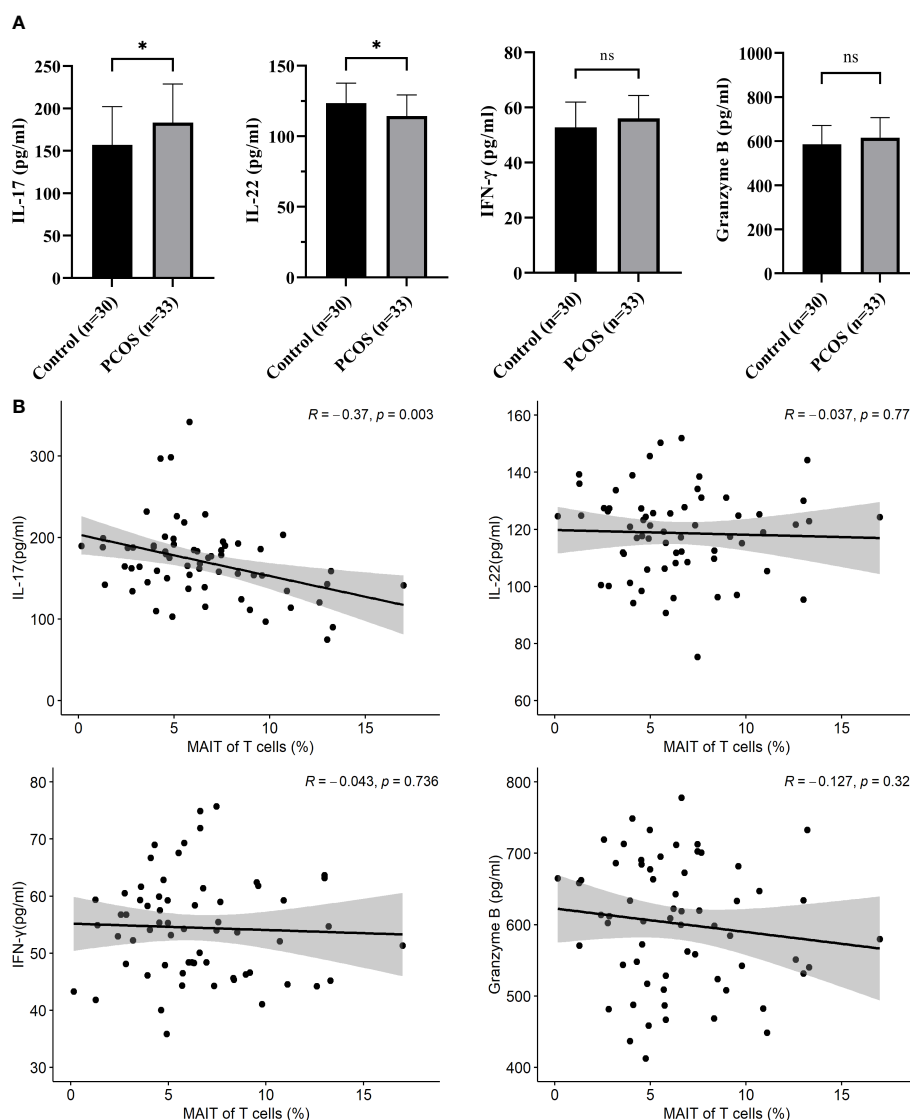 A
*
IL-17 (pg/ml)
250
200
150
100
50
0
Control (n=30)
PCOS (n=33)
*
IL-22 (pg/ml)
150
100
50
0
Control (n=30)
PCOS (n=33)
ns
IFN-γ (pg/ml)
80
60
40
20
0
Control (n=30)
PCOS (n=33)
ns
Granzyme B (pg/ml)
1000
800
600
400
200
0
Control (n=30)
PCOS (n=33)
B
R = −0.37, p = 0.003
IL-17(pg/ml)
300
200
100
0
0 5 10 15
MAIT of T cells (%)
R = −0.037, p = 0.77
IL-22(pg/ml)
160
140
120
100
80
60
0 5 10 15
MAIT of T cells (%)
R = −0.043, p = 0.736
IFN-γ(pg/ml)
80
70
60
50
40
30
0 5 10 15
MAIT of T cells (%)
R = −0.127, p = 0.32
Granzyme B (pg/ml)
800
700
600
500
400
0 5 10 15
MAIT of T cells (%)